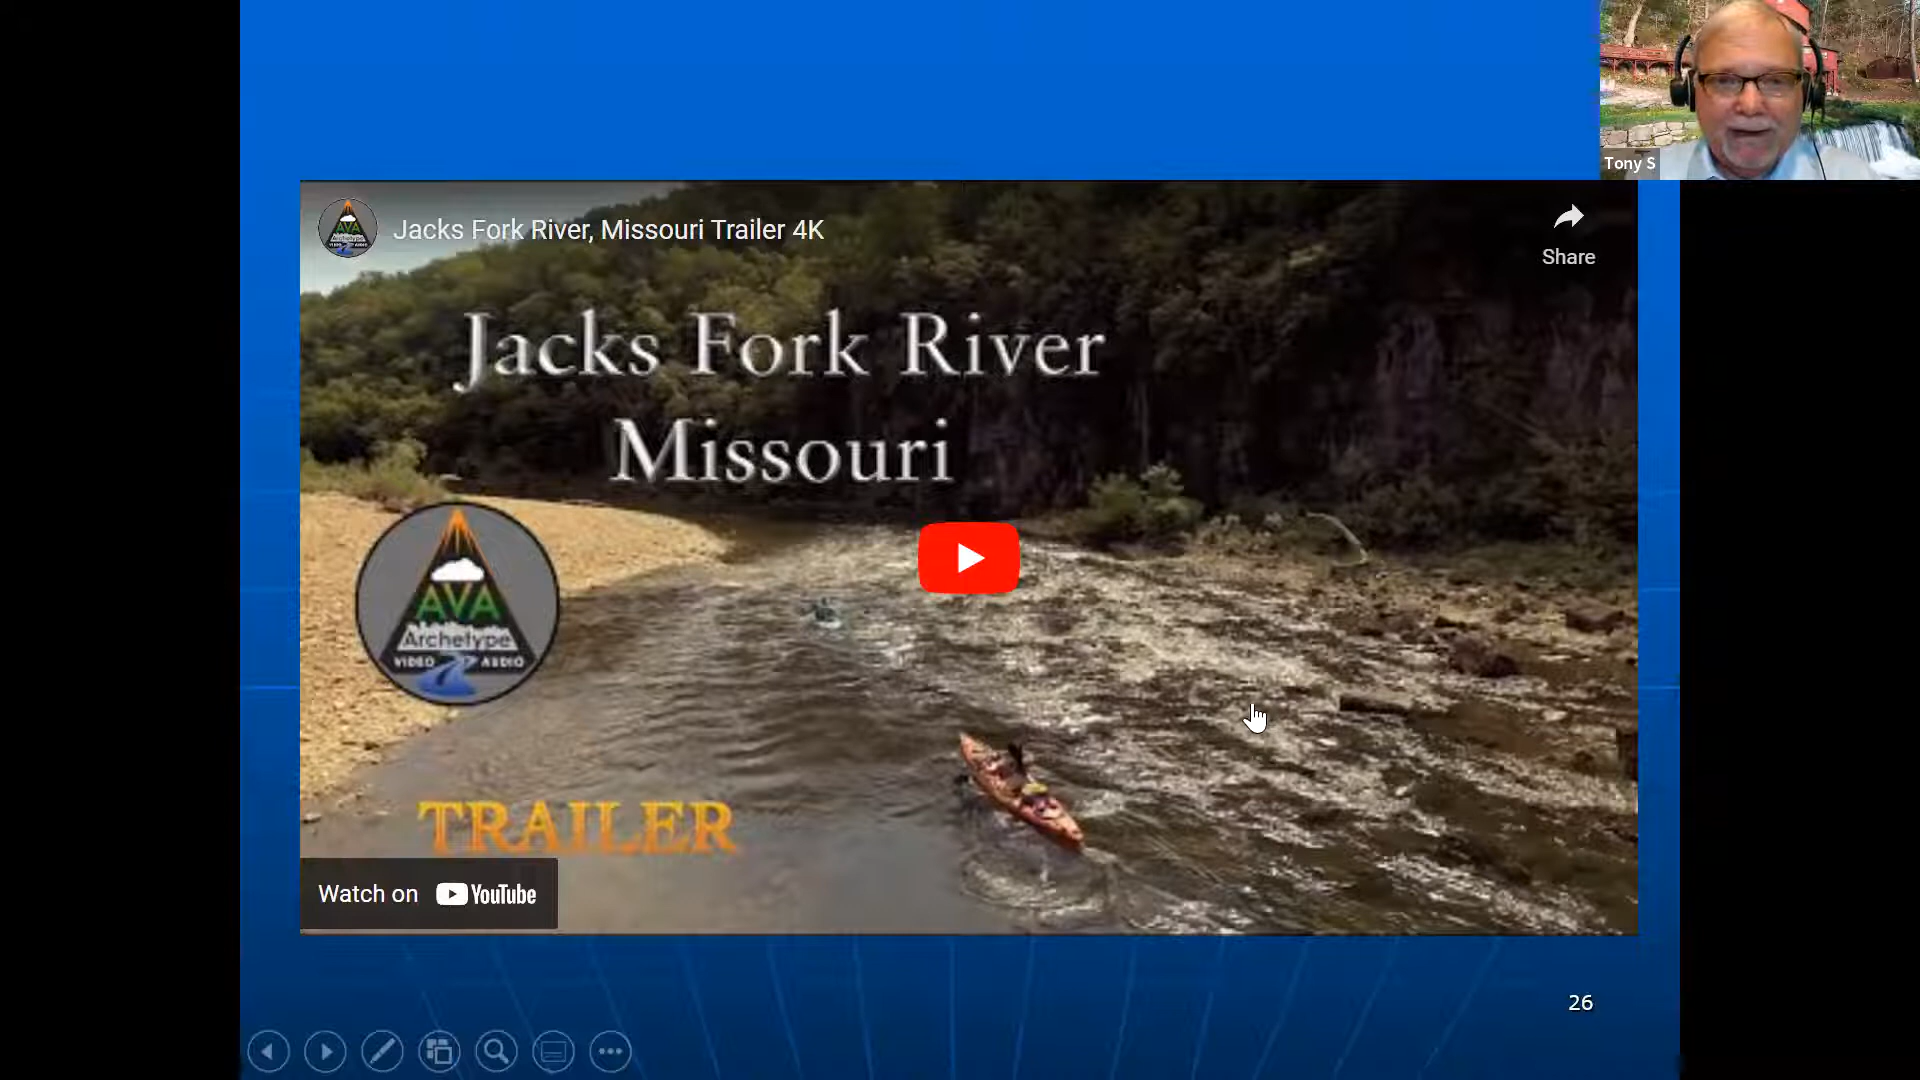 Tony S
Jacks Fork River, Missouri Trailer 4K
Share
Jacks Fork River
Missouri
AVA
Archetype
VIDEO AUDIO
TRAILER
Watch on YouTube
26